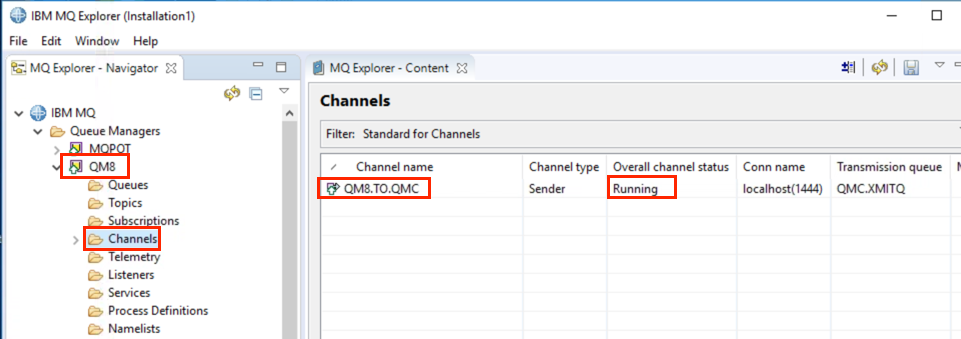 IBM MQ Explorer (Installation1)
File Edit Window Help
MQ Explorer - Navigator
IBM MQ
Queue Managers
MQPOT
QM8
Queues
Topics
Subscriptions
Channels
Telemetry
Listeners
Services
Process Definitions
Namelists
MQ Explorer - Content
Channels
Filter: Standard for Channels
Channel name Channel type Overall channel status Conn name Transmission queue
QM8.TO.QMC Sender Running localhost(1444) QMC.XMITQ